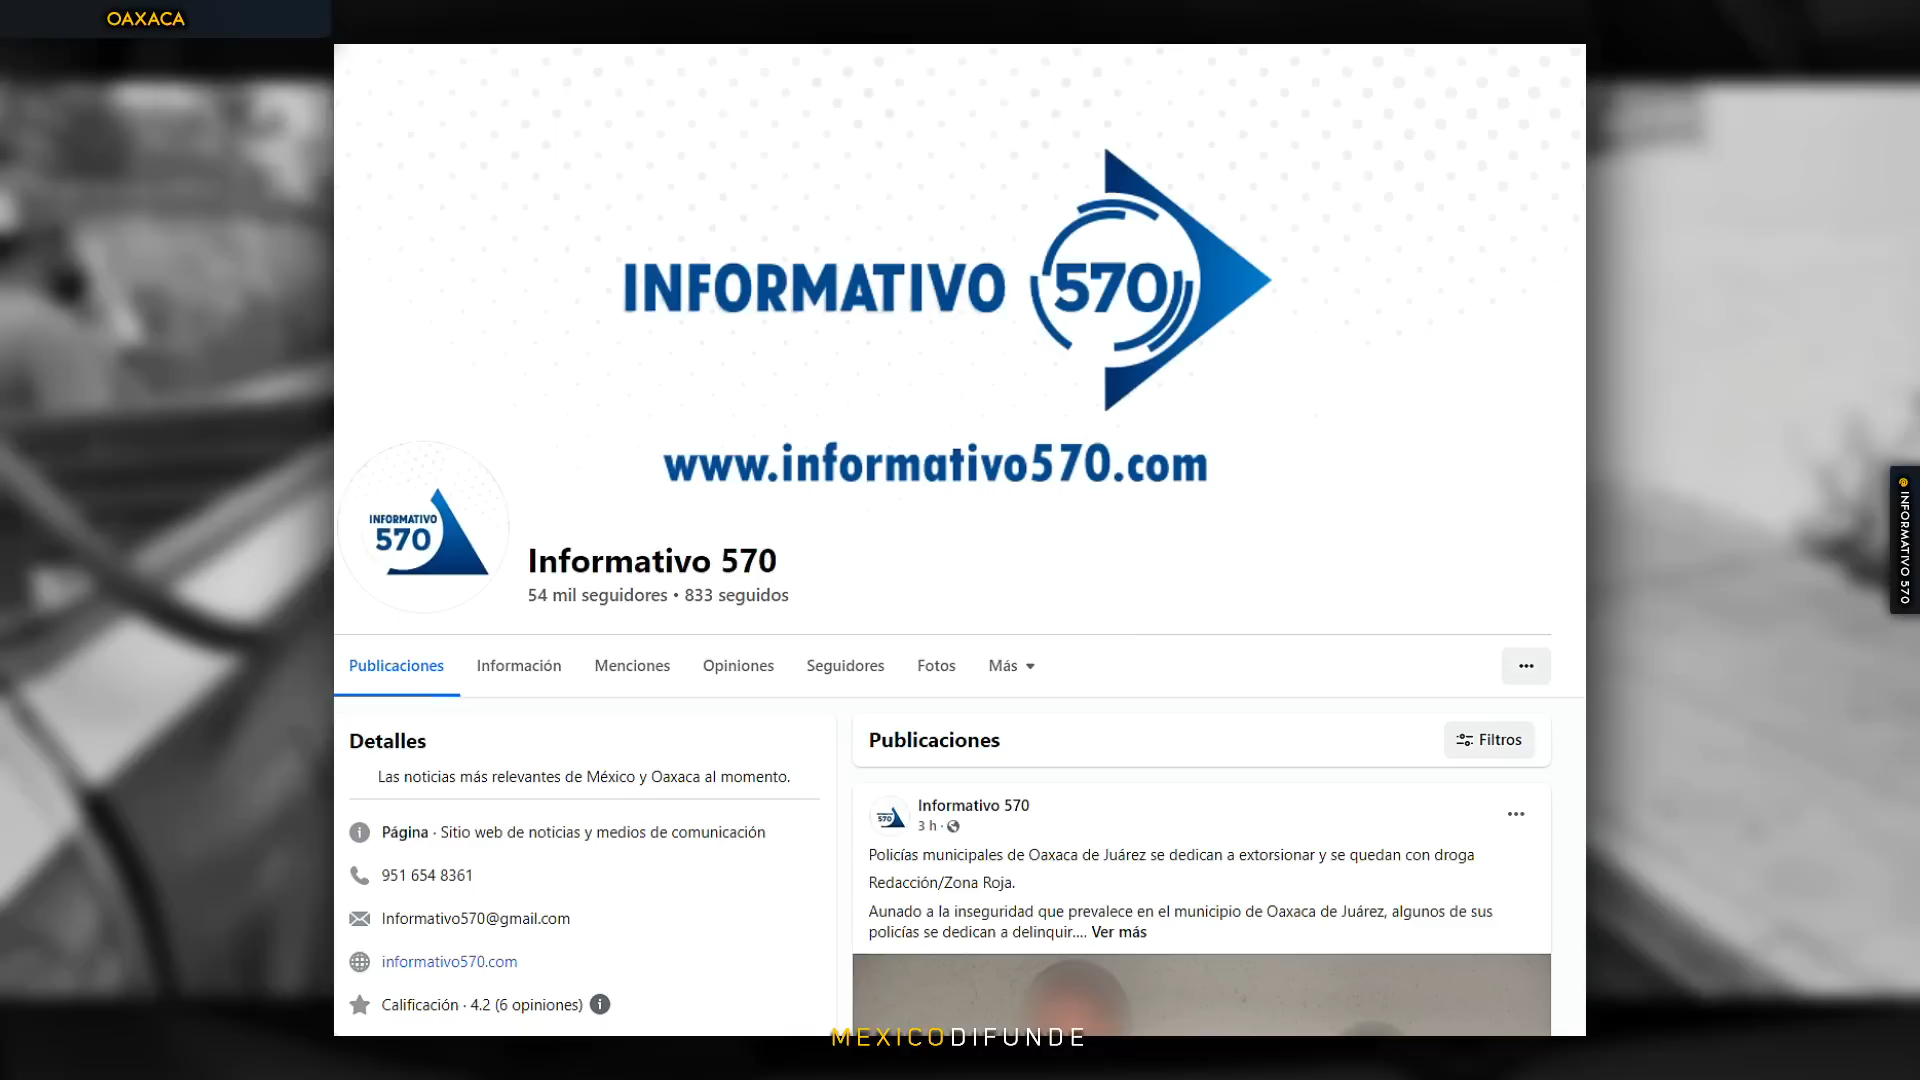 OAXACA
INFORMATIVO 570
www.informativo570.com
INFORMATIVO
570
Informativo 570
54 mil seguidores • 833 seguidos
Publicaciones Información Menciones Opiniones Seguidores Fotos Más
Detalles
Las noticias más relevantes de México y Oaxaca al momento.
Página · Sitio web de noticias y medios de comunicación
951 654 8361
Informativo570@gmail.com
informativo570.com
Calificación · 4.2 (6 opiniones)
Publicaciones
Filtros
570
Informativo 570
3 h ·
Policías municipales de Oaxaca de Juárez se dedican a extorsionar y se quedan con droga
Redacción/Zona Roja.
Aunado a la inseguridad que prevalece en el municipio de Oaxaca de Juárez, algunos de sus
policías se dedican a delinquir.... Ver más
INFORMATIVO 570
MEXICODIFUNDE